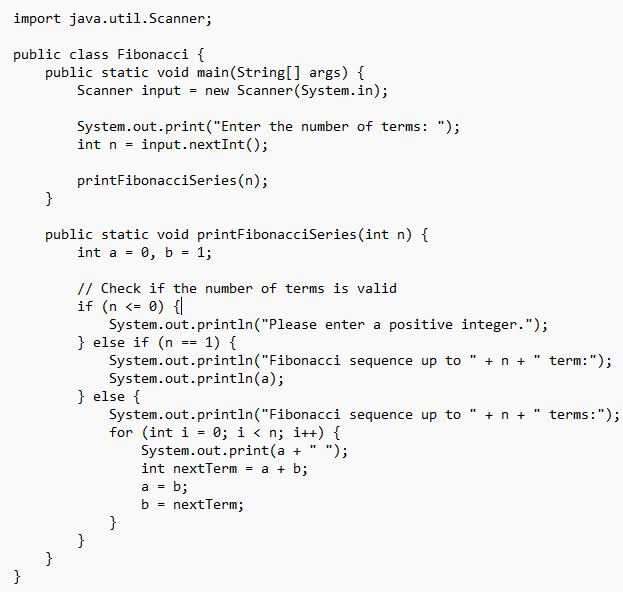 import java.util.Scanner;

public class Fibonacci {
    public static void main(String[] args) {
        Scanner input = new Scanner(System.in);

        System.out.print("Enter the number of terms: ");
        int n = input.nextInt();

        printFibonacciSeries(n);
    }

    public static void printFibonacciSeries(int n) {
        int a = 0, b = 1;

        // Check if the number of terms is valid
        if (n <= 0) {
            System.out.println("Please enter a positive integer.");
        } else if (n == 1) {
            System.out.println("Fibonacci sequence up to " + n + " term:");
            System.out.println(a);
        } else {
            System.out.println("Fibonacci sequence up to " + n + " terms:");
            for (int i = 0; i < n; i++) {
                System.out.print(a + " ");
                int nextTerm = a + b;
                a = b;
                b = nextTerm;
            }
        }
    }
}